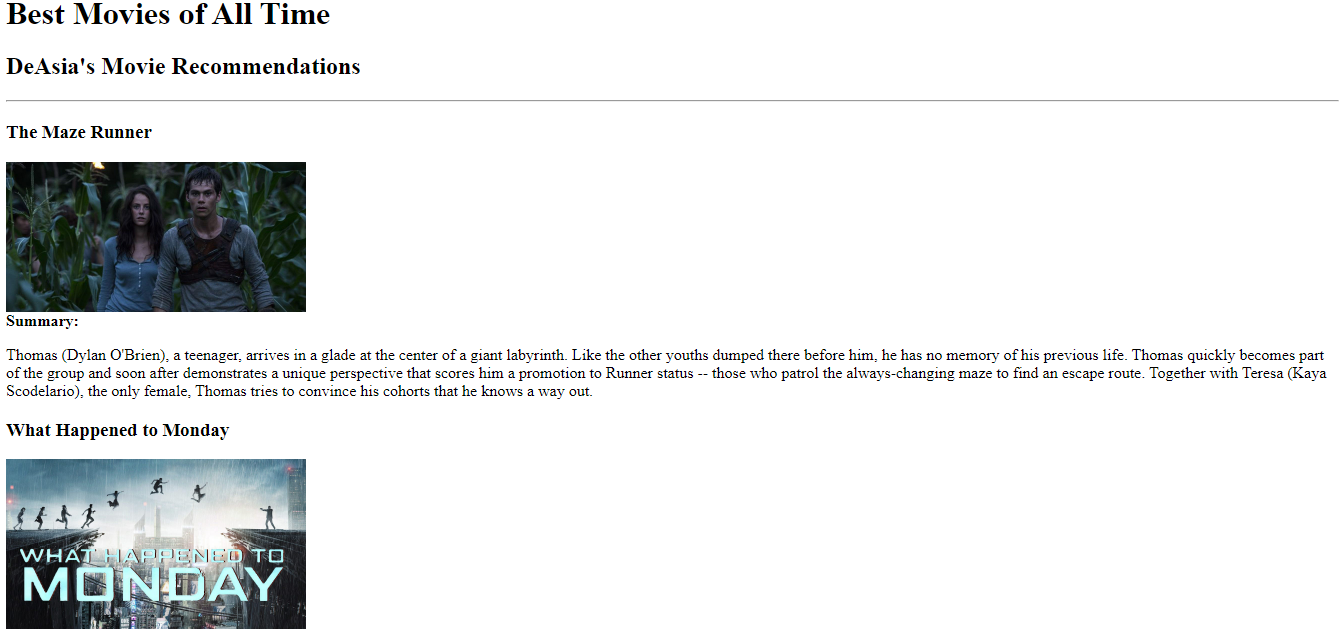 Best Movies of All Time
DeAsia's Movie Recommendations
The Maze Runner
Summary:
Thomas (Dylan O'Brien), a teenager, arrives in a glade at the center of a giant labyrinth. Like the other youths dumped there before him, he has no memory of his previous life. Thomas quickly becomes part
of the group and soon after demonstrates a unique perspective that scores him a promotion to Runner status -- those who patrol the always-changing maze to find an escape route. Together with Teresa (Kaya
Scodelario), the only female, Thomas tries to convince his cohorts that he knows a way out.
What Happened to Monday
WHAT HAPPENED TO
MONDAY